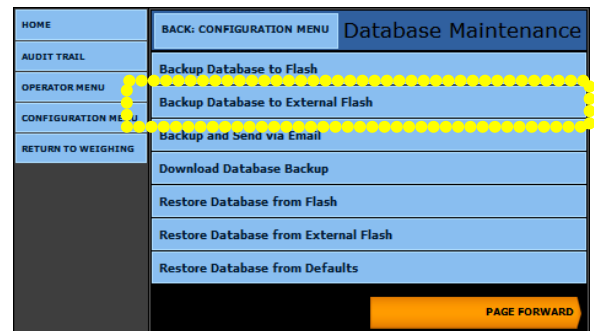 HOME
AUDIT TRAIL
OPERATOR MENU
CONFIGURATION MENU
RETURN TO WEIGHING
BACK: CONFIGURATION MENU
Database Maintenance
Backup Database to Flash
Backup Database to External Flash
Backup and Send via Email
Download Database Backup
Restore Database from Flash
Restore Database from External Flash
Restore Database from Defaults
PAGE FORWARD